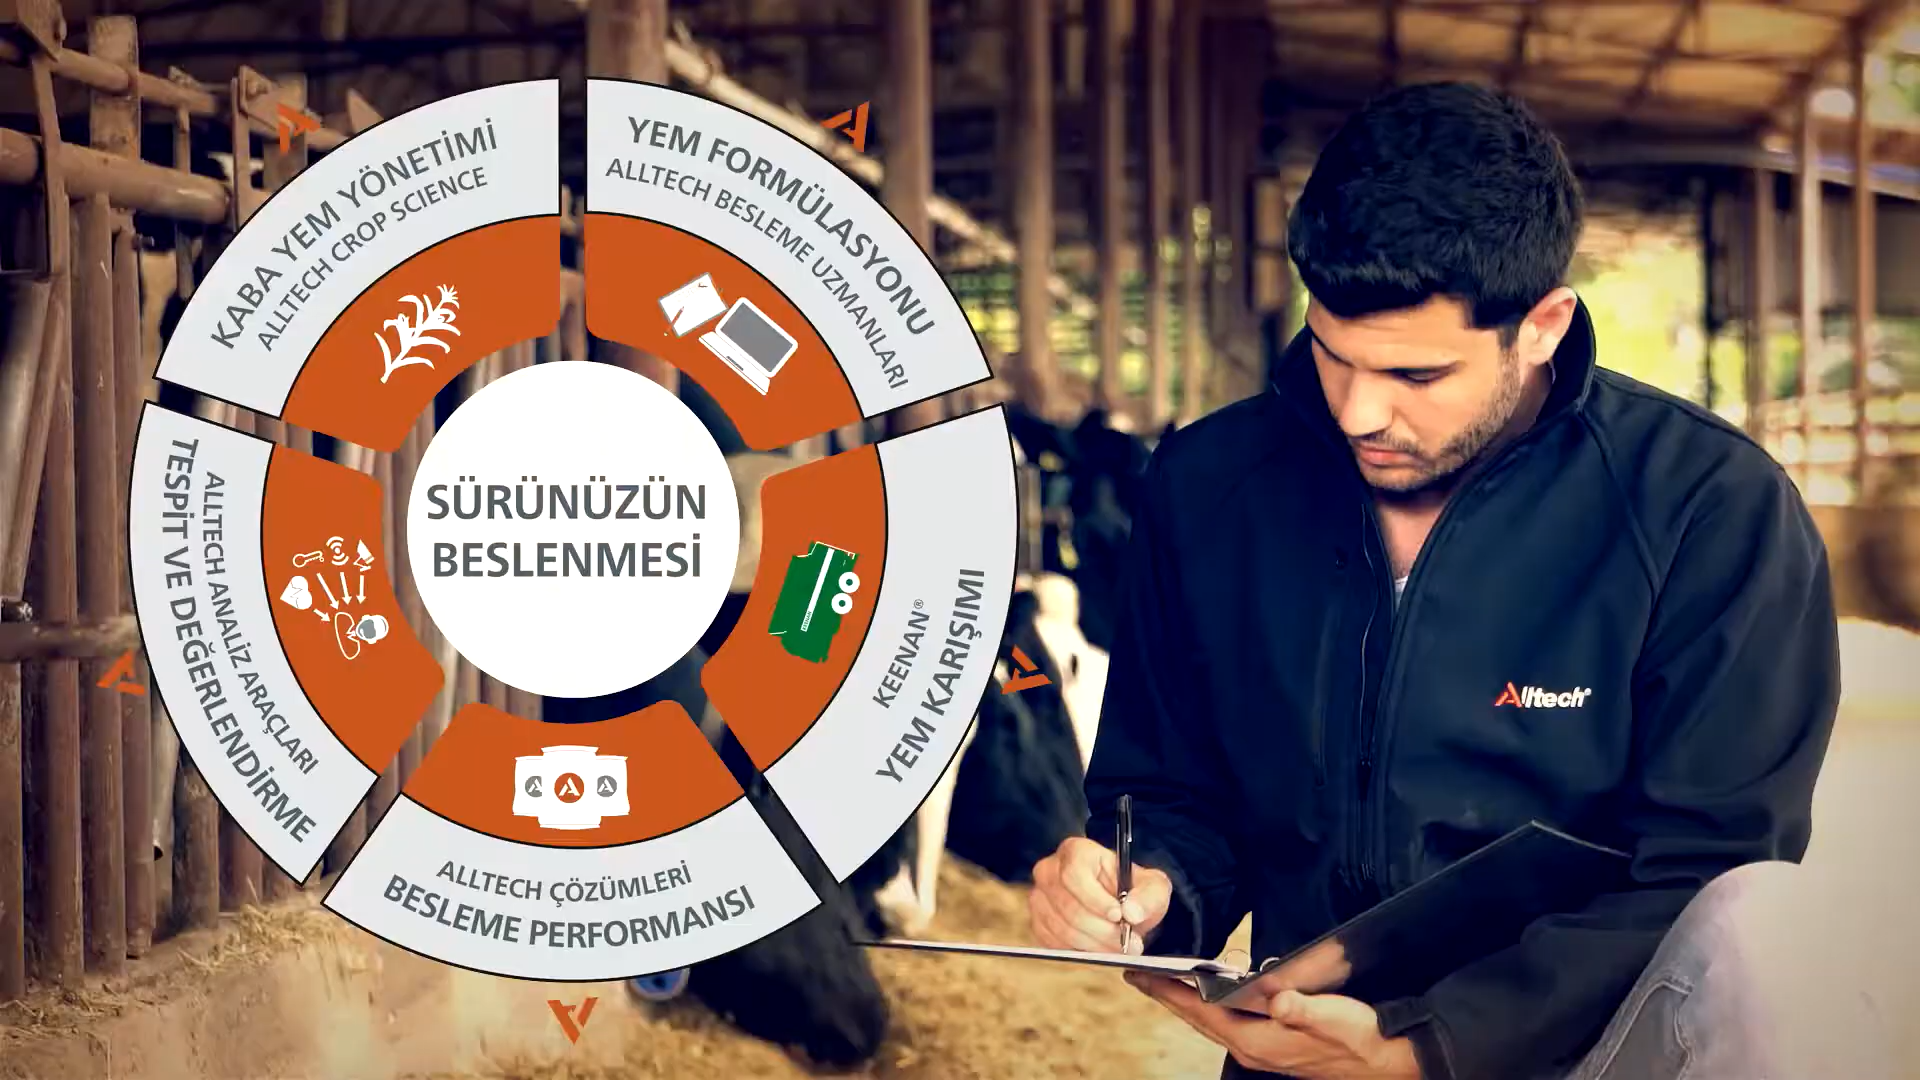 KABA YEM YÖNETİMİ
ALLTECH CROP SCIENCE
YEM FORMÜLASYONU
ALLTECH BESLEME UZMANLARI
KEENAN®
YEM KARIŞIMI
ALLTECH ÇÖZÜMLERİ
BESLEME PERFORMANSI
ALLTECH ANALİZ ARAÇLARI
TESPİT VE DEĞERLENDİRME
SÜRÜNÜZÜN
BESLENMESİ
Alltech®